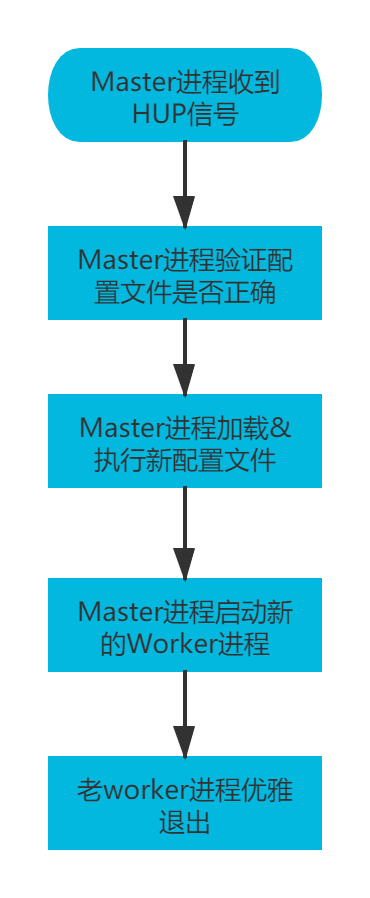 Master进程收到
HUP信号
Master进程验证配
置文件是否正确
Master进程加载&
执行新配置文件
Master进程启动新
的Worker进程
老worker进程优雅
退出